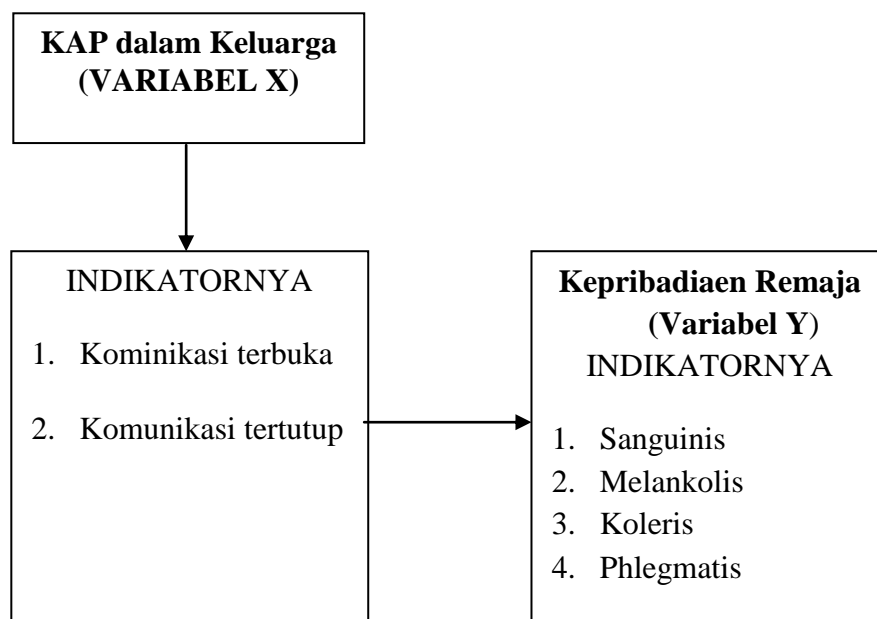 KAP dalam Keluarga
(VARIABEL X)
INDIKATORNYA
1. Kominikasi terbuka
2. Komunikasi tertutup
Kepribadiaen Remaja
(Variabel Y)
INDIKATORNYA
1. Sanguinis
2. Melankolis
3. Koleris
4. Phlegmatis